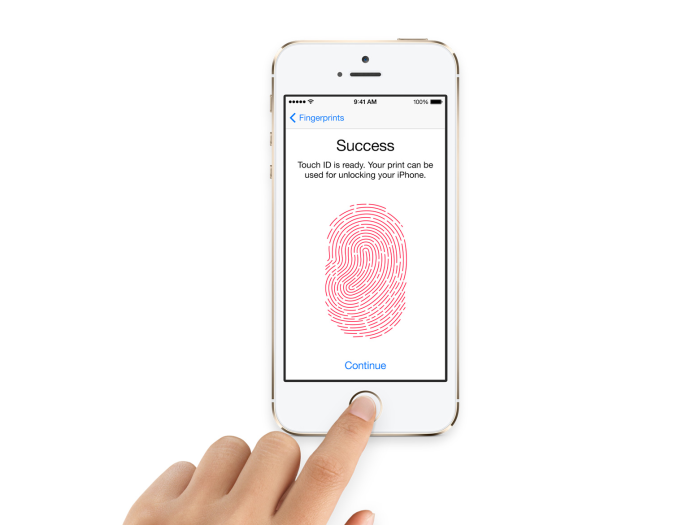 9:41 AM 100%
Fingerprints
Success
Touch ID is ready. Your print can be
used for unlocking your iPhone.
Continue